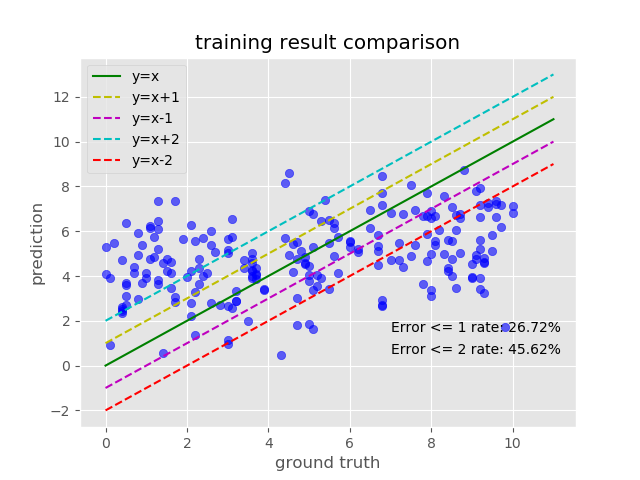 training result comparison
y=x
y=x+1
y=x-1
y=x+2
y=x-2
12
10
8
6
4
2
0
−2
prediction
Error <= 1 rate: 26.72%
Error <= 2 rate: 45.62%
0 2 4 6 8 10
ground truth